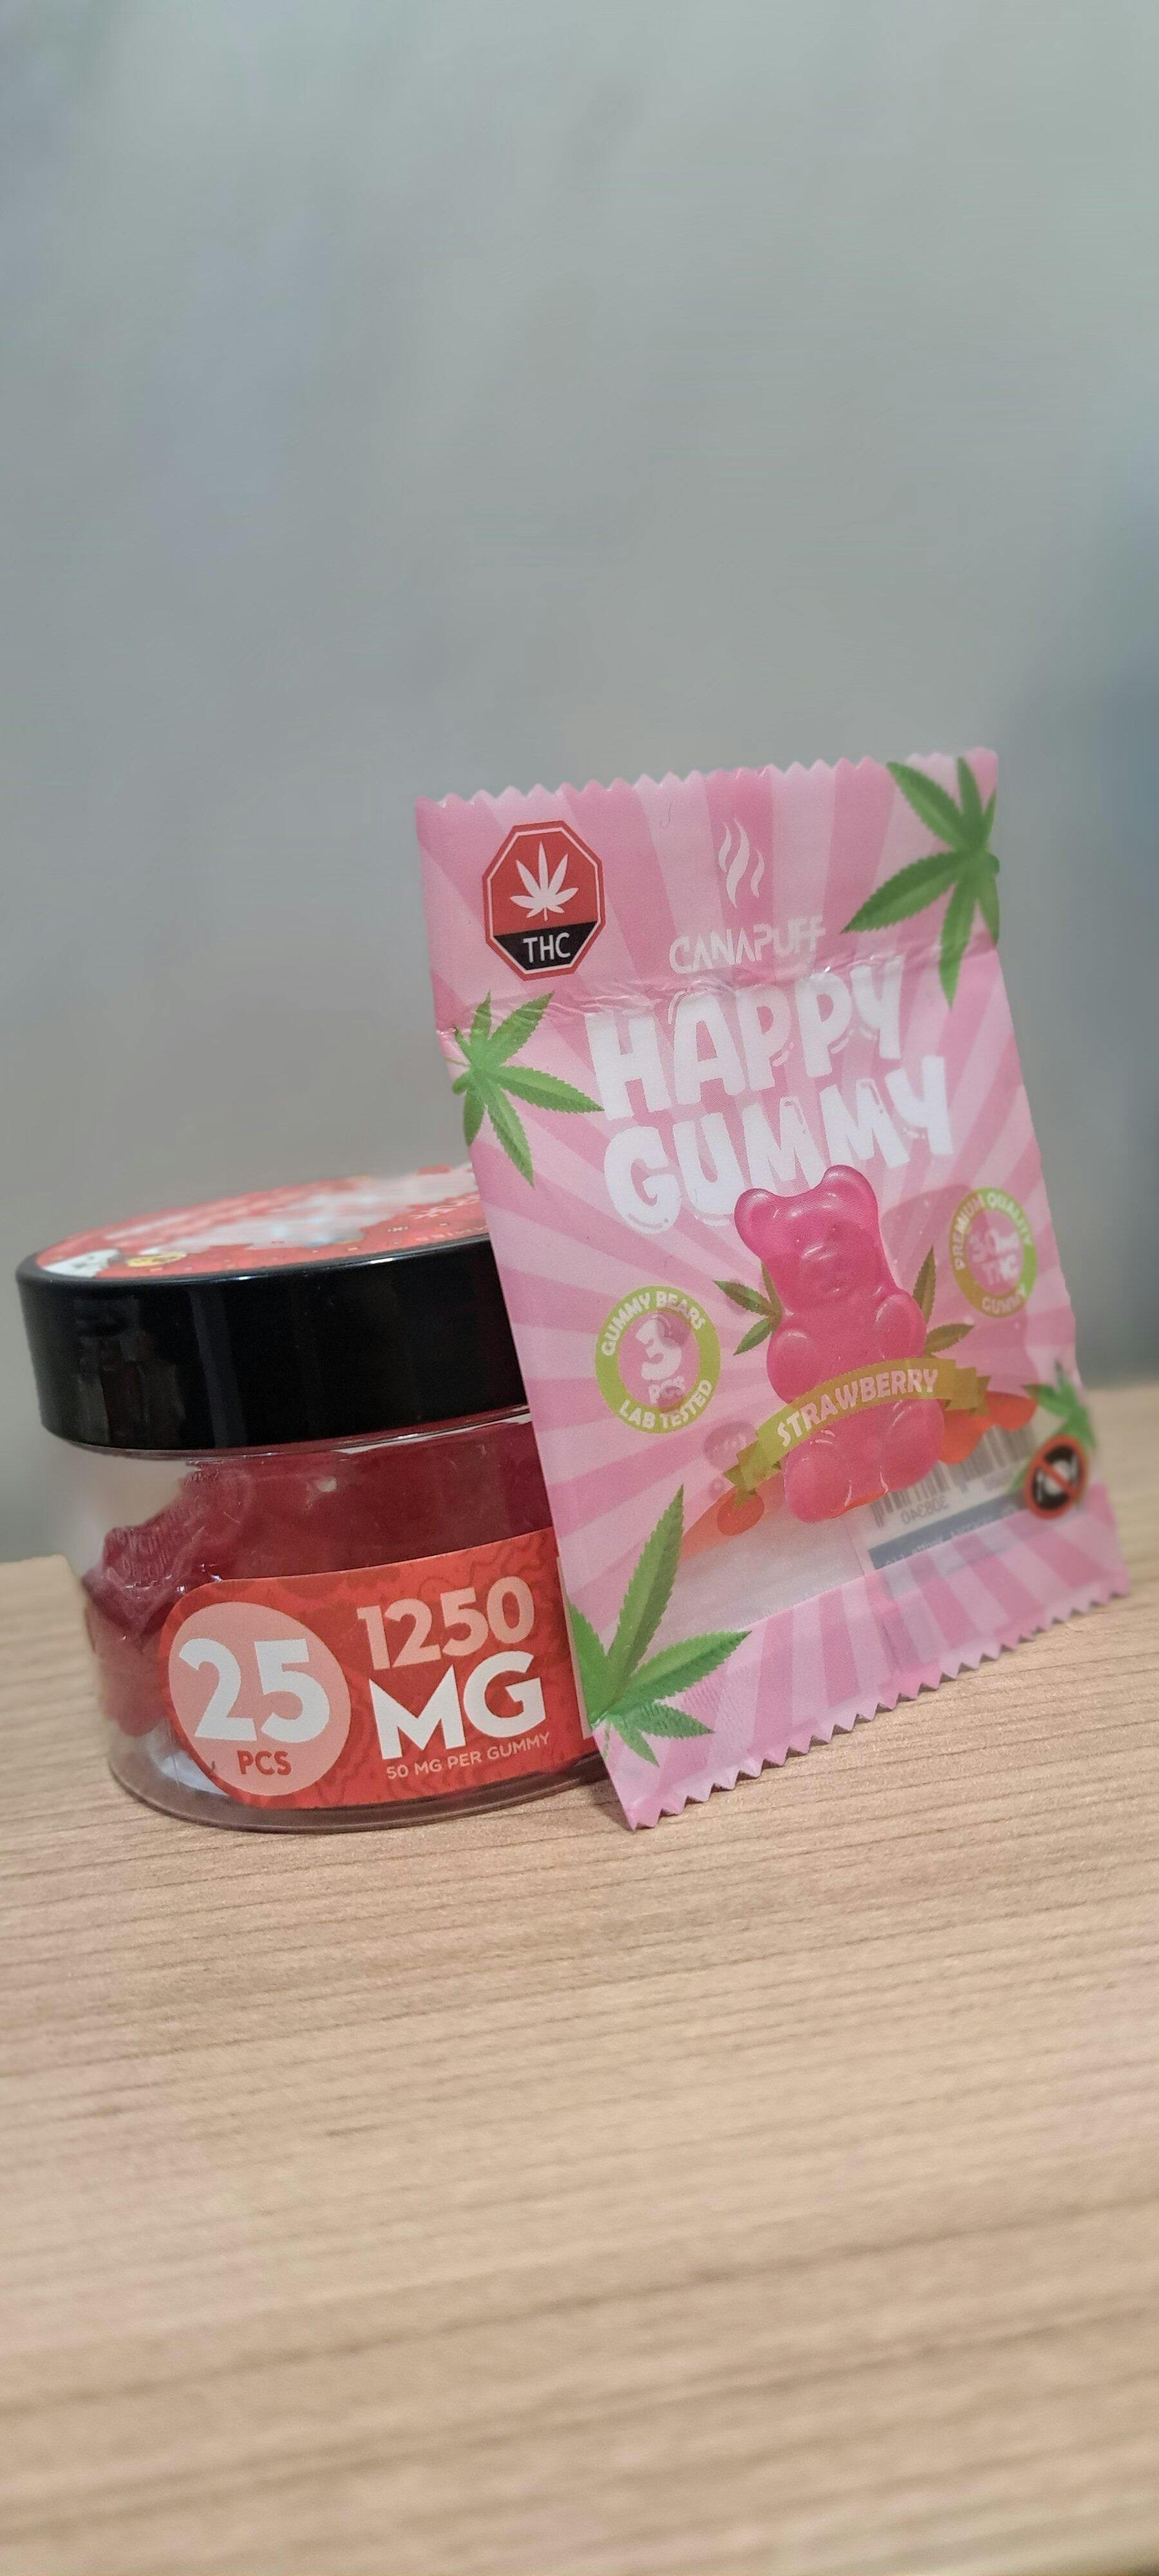 THC
CANAPUFF
HAPPY
GUMMY
GUMMY BEARS
3
PCS
LAB TESTED
PREMIUM QUALITY
30mg
THC
GUMMY
STRAWBERRY
25
PCS
1250
MG
50 MG PER GUMMY